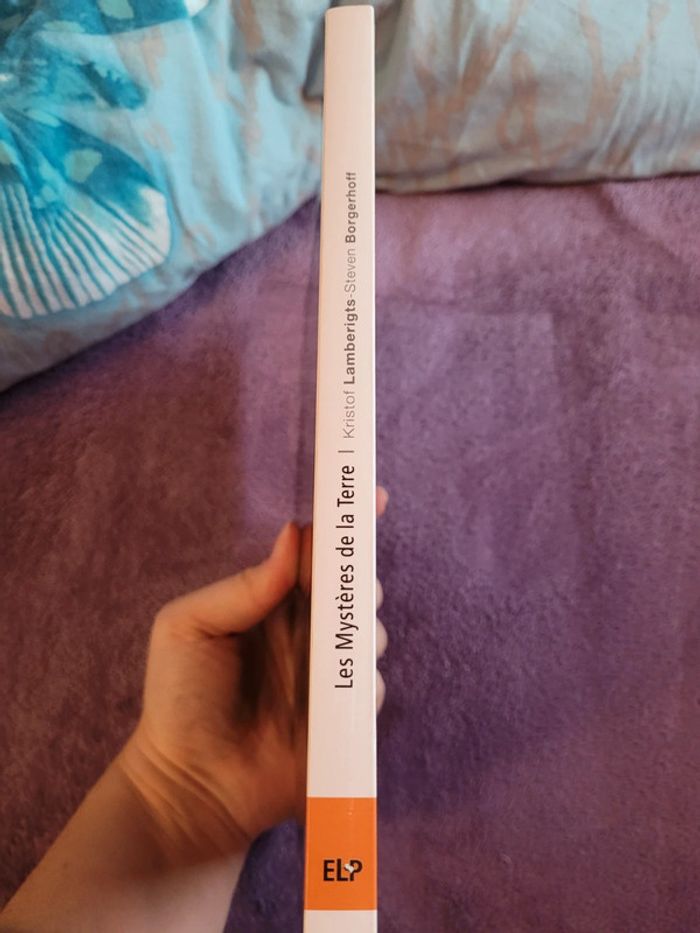 Les Mystères de la Terre | Kristof Lamberigts-Steven Borgerhoff
ELP